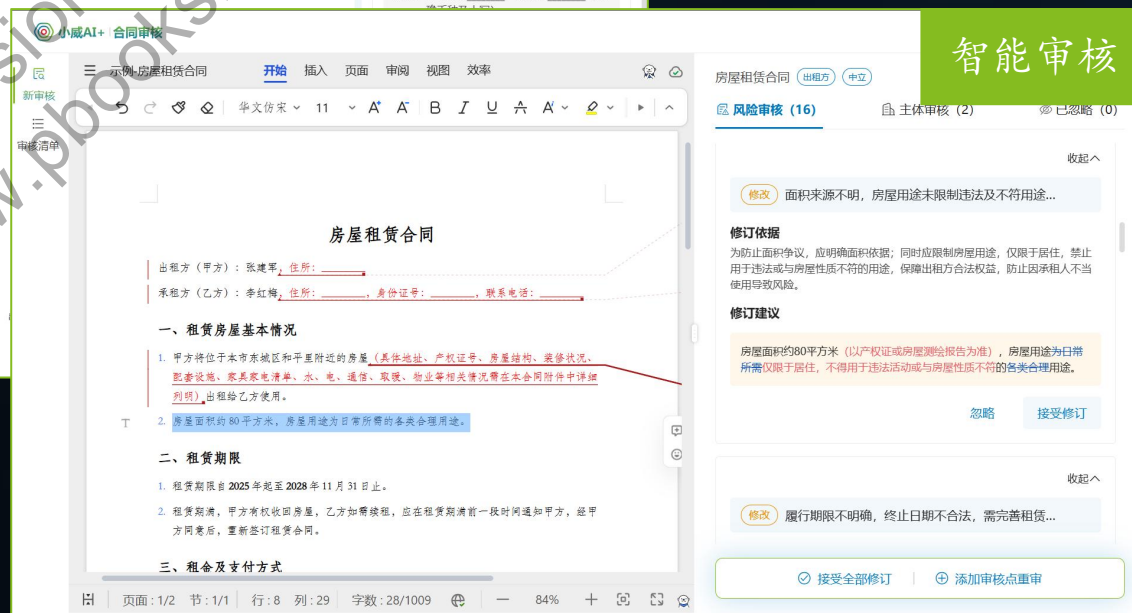 小威AI+ 合同审核
智能审核
新审核
审核清单
示例-房屋租赁合同
开始 插入 页面 审阅 视图 效率
华文仿宋 11
房屋租赁合同
出租方（甲方）：张建军，住所：________
承租方（乙方）：李红梅，住所：________，身份证号：________，联系电话：________
一、租赁房屋基本情况
1. 甲方将位于本市东城区和平里附近的房屋（具体地址、产权证号、房屋结构、装修状况、
配套设施、家具家电清单、水、电、通信、取暖、物业等相关情况需在本合同附件中详细
列明）出租给乙方使用。
2. 房屋面积约 80 平方米，房屋用途为日常所需的各类合理用途。
二、租赁期限
1. 租赁期限自 2025 年起至 2028 年 11 月 31 日止。
2. 租赁期满，甲方有权收回房屋，乙方如需续租，应在租赁期满前一段时间通知甲方，经甲
方同意后，重新签订租赁合同。
三、租金及支付方式
页面：1/2 节：1/1 行：8 列：29 字数：28/1009 84%
房屋租赁合同 出租方 中立
风险审核（16） 主体审核（2） 已忽略（0）
收起
修改 面积来源不明，房屋用途未限制违法及不符用途...
修订依据
为防止面积争议，应明确面积依据；同时应限制房屋用途，仅限于居住，禁止
用于违法或与房屋性质不符的用途，保障出租方合法权益，防止因承租人不当
使用导致风险。
修订建议
房屋面积约80平方米（以产权证或房屋测绘报告为准），房屋用途为日常
所需仅限于居住，不得用于违法活动或与房屋性质不符的各类合理用途。
忽略 接受修订
收起
修改 履行期限不明确，终止日期不合法，需完善租赁...
接受全部修订 添加审核点重审